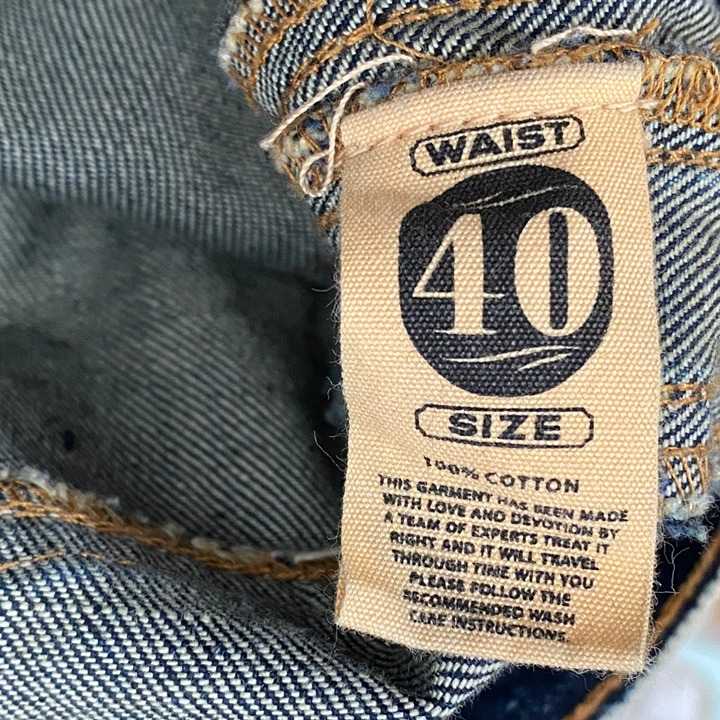 WAIST
40
SIZE
100% COTTON
THIS GARMENT HAS BEEN MADE
WITH LOVE AND DEVOTION BY
A TEAM OF EXPERTS TREAT IT
RIGHT AND IT WILL TRAVEL
THROUGH TIME WITH YOU
PLEASE FOLLOW THE
RECOMMENDED WASH
CARE INSTRUCTIONS.